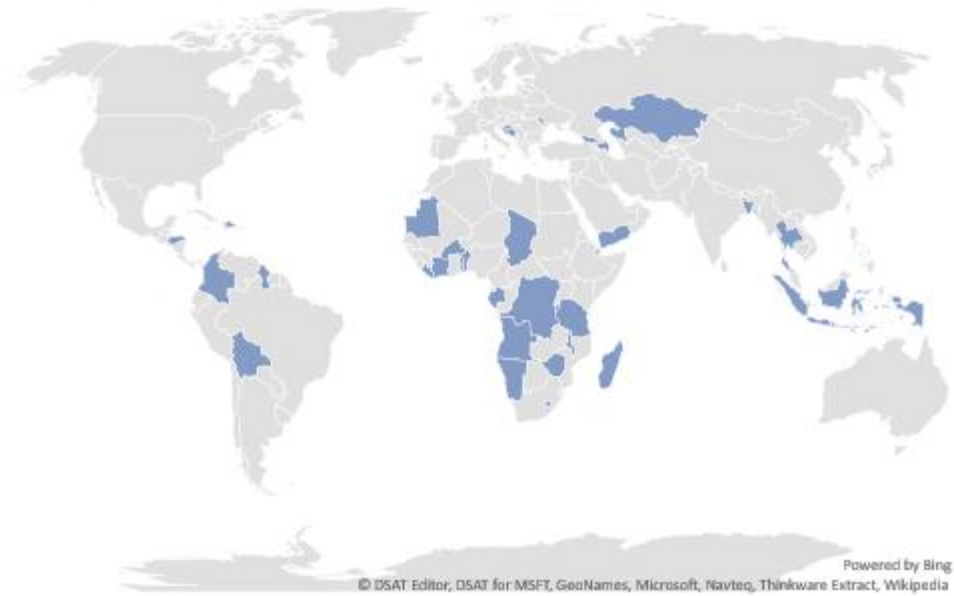 Powered by Bing
© DSAT Editor, DSAT for MSFT, GeoNames, Microsoft, Navteq, Thinkware Extract, Wikipedia